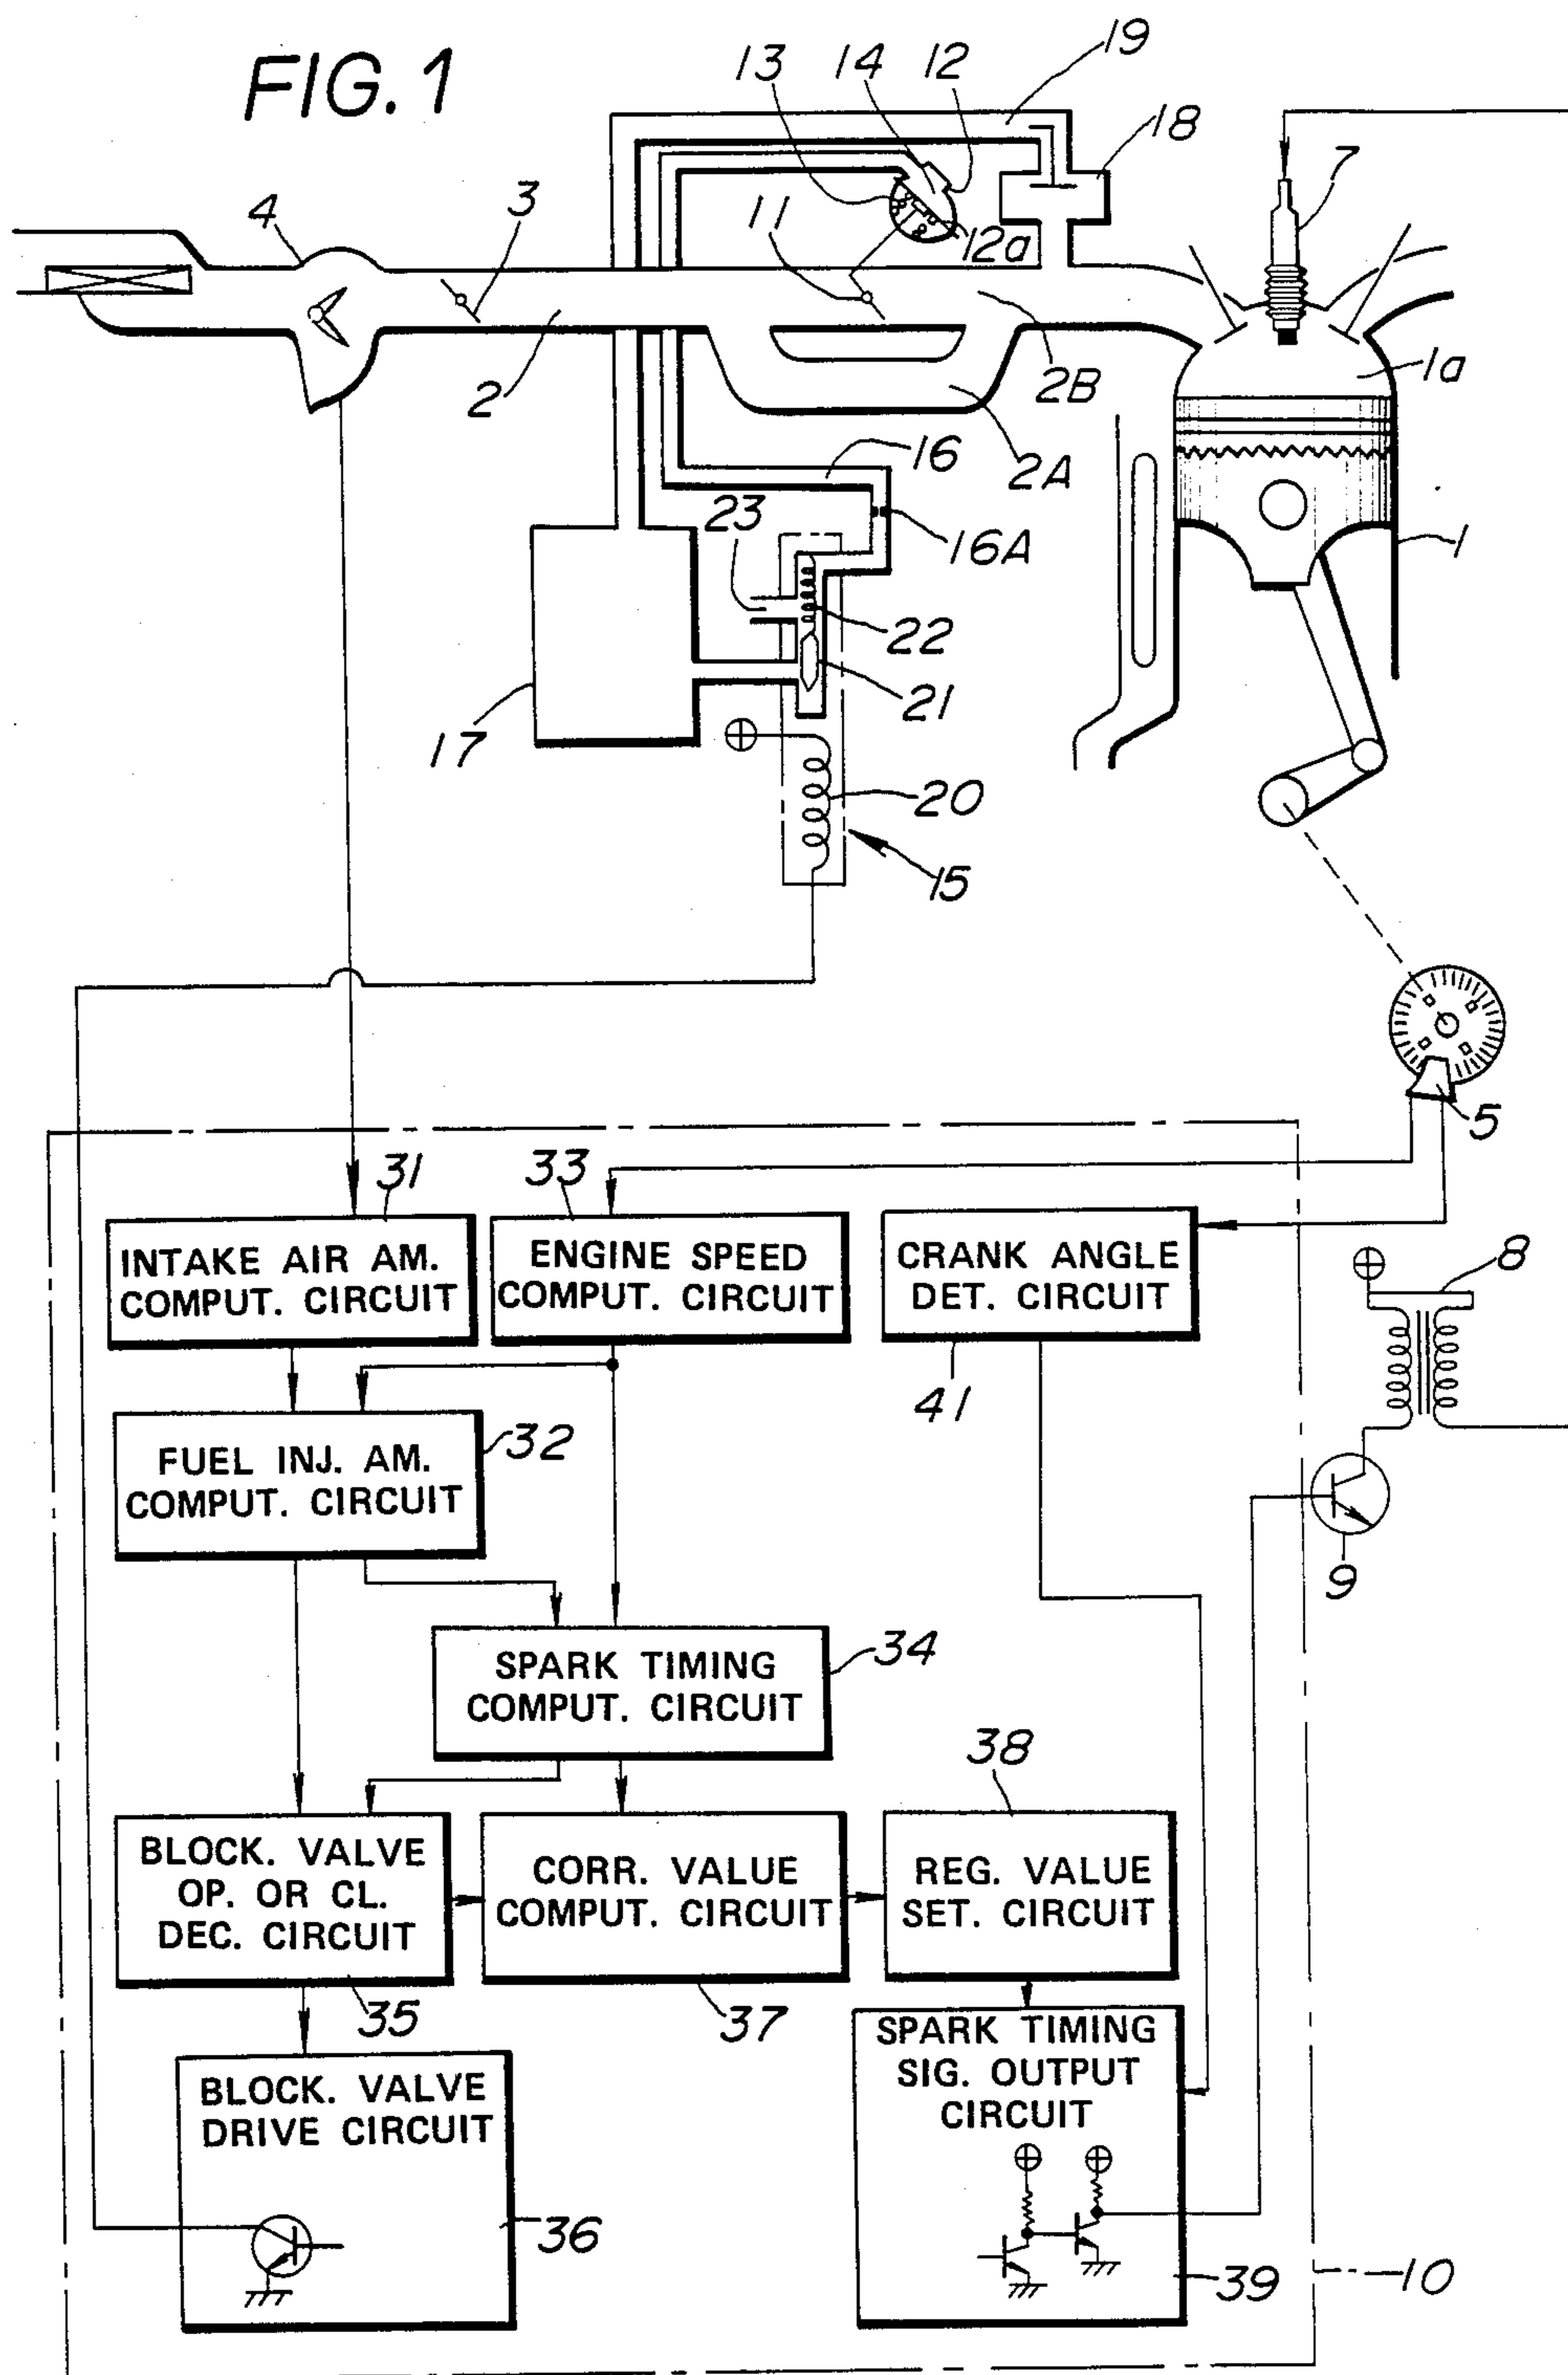 FIG. 1
19
13
14
12
18
7
4
3
11
12a
2
2B
1a
2A
16
23
16A
1
22
21
17
20
15
5
31
33
INTAKE AIR AM.
COMPUT. CIRCUIT
ENGINE SPEED
COMPUT. CIRCUIT
CRANK ANGLE
DET. CIRCUIT
8
41
FUEL INJ. AM.
COMPUT. CIRCUIT
32
9
SPARK TIMING
COMPUT. CIRCUIT
34
38
BLOCK. VALVE
OP. OR CL.
DEC. CIRCUIT
CORR. VALUE
COMPUT. CIRCUIT
REG. VALUE
SET. CIRCUIT
35
37
SPARK TIMING
SIG. OUTPUT
CIRCUIT
BLOCK. VALVE
DRIVE CIRCUIT
36
39
10